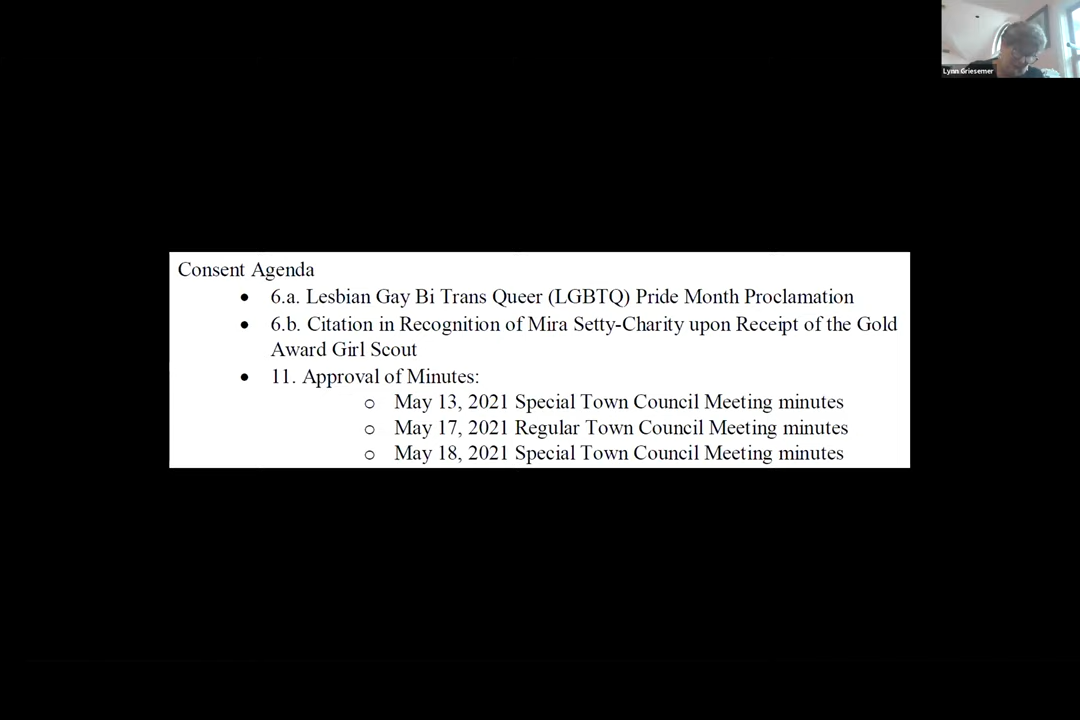 Lynn Griesemer
Consent Agenda
• 6.a. Lesbian Gay Bi Trans Queer (LGBTQ) Pride Month Proclamation
• 6.b. Citation in Recognition of Mira Setty-Charity upon Receipt of the Gold
Award Girl Scout
• 11. Approval of Minutes:
o May 13, 2021 Special Town Council Meeting minutes
o May 17, 2021 Regular Town Council Meeting minutes
o May 18, 2021 Special Town Council Meeting minutes